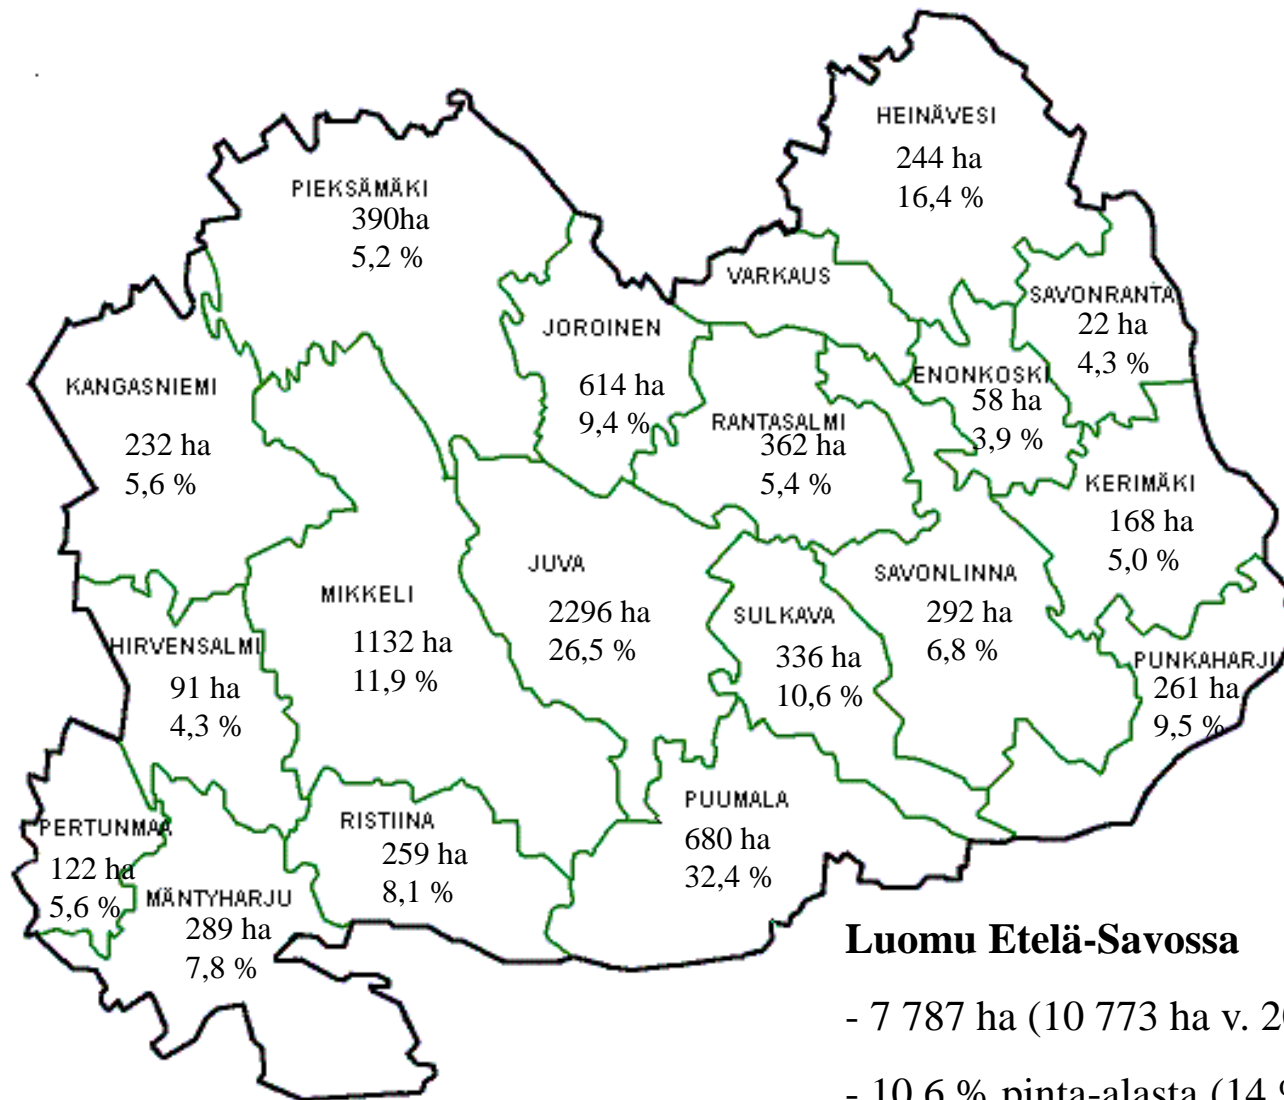 HEINÄVESI
244 ha
16,4 %
PIEKSÄMÄKI
390ha
5,2 %
VARKAUS
SAVONRANTA
22 ha
4,3 %
JOROINEN
614 ha
9,4 %
KANGASNIEMI
232 ha
5,6 %
ENONKOSKI
58 ha
3,9 %
RANTASALMI
362 ha
5,4 %
KERIMÄKI
168 ha
5,0 %
JUVA
2296 ha
26,5 %
SAVONLINNA
292 ha
6,8 %
MIKKELI
1132 ha
11,9 %
SULKAVA
336 ha
10,6 %
HIRVENSALMI
91 ha
4,3 %
PUNKAHARJU
261 ha
9,5 %
PUUMALA
680 ha
32,4 %
RISTIINA
259 ha
8,1 %
PERTUNMAA
122 ha
5,6 %
MÄNTYHARJU
289 ha
7,8 %
Luomu Etelä-Savossa
- 7 787 ha (10 773 ha v.
- 10,6 % pinta-alasta (14